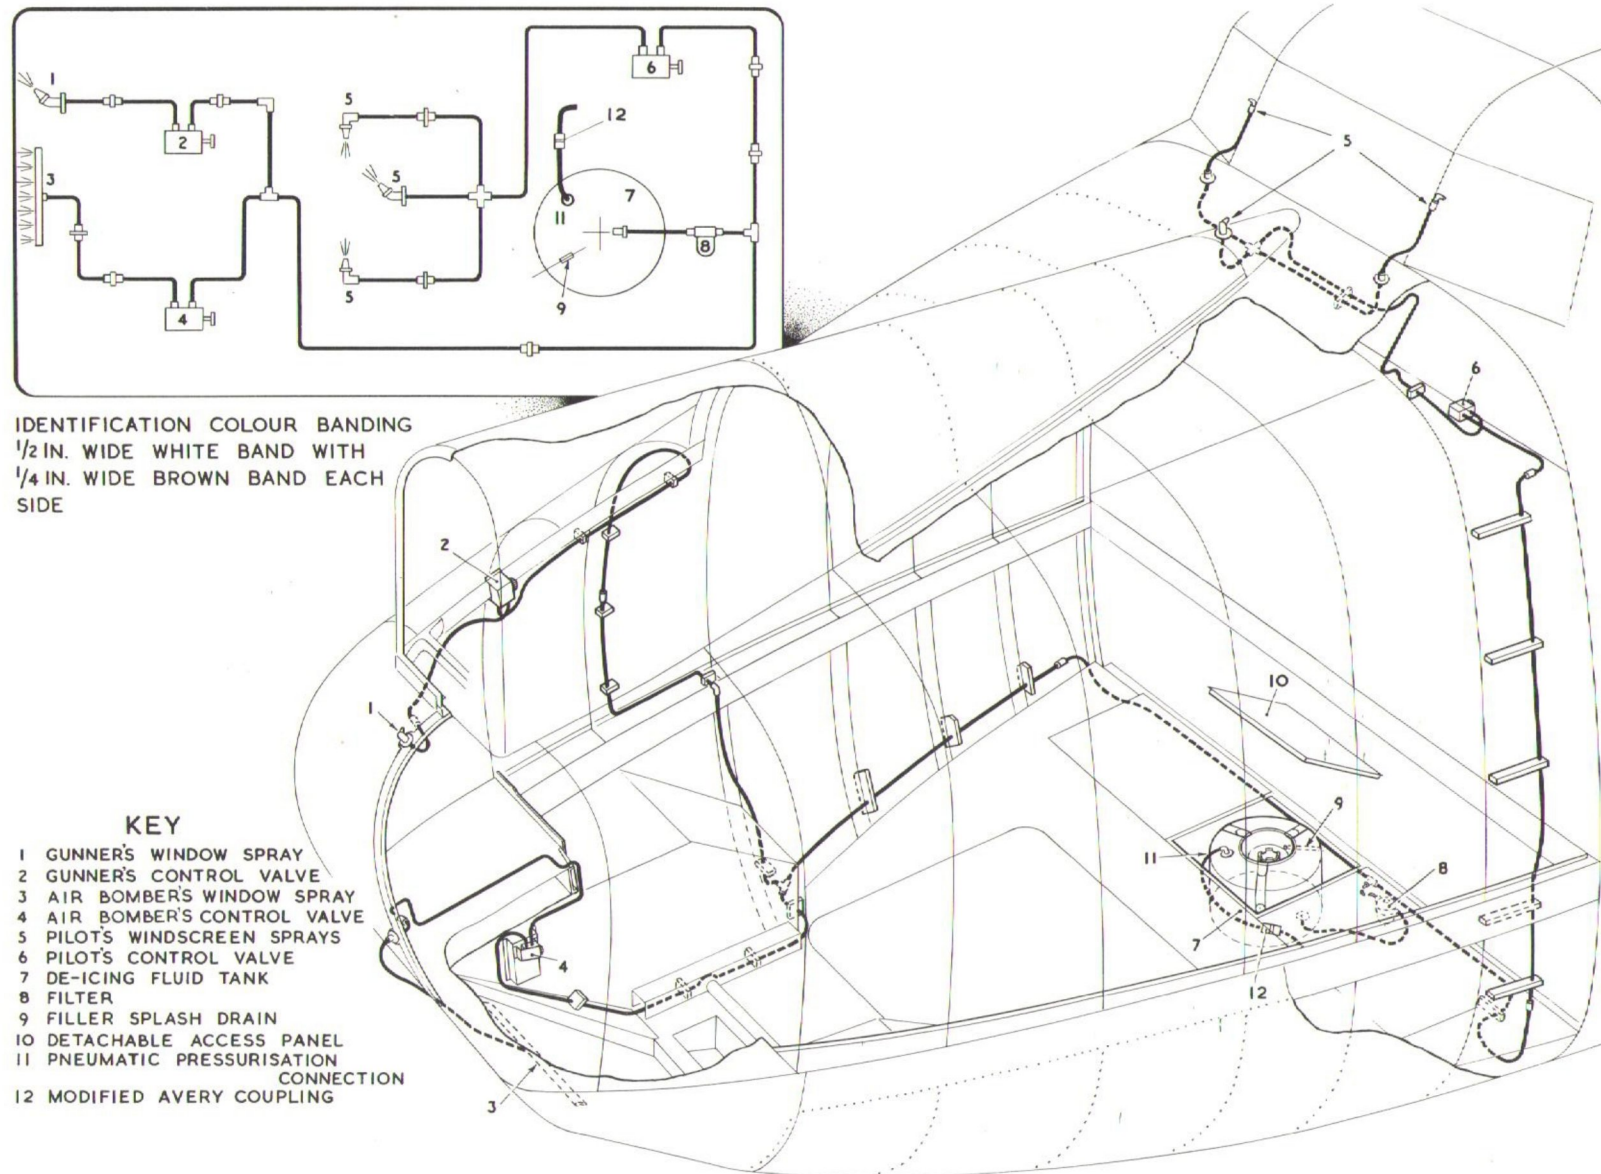 1
2
3
4
5
5
5
6
7
8
9
11
12
IDENTIFICATION COLOUR BANDING
1/2 IN. WIDE WHITE BAND WITH
1/4 IN. WIDE BROWN BAND EACH
SIDE
KEY
1 GUNNER'S WINDOW SPRAY
2 GUNNER'S CONTROL VALVE
3 AIR BOMBER'S WINDOW SPRAY
4 AIR BOMBER'S CONTROL VALVE
5 PILOT'S WINDSCREEN SPRAYS
6 PILOT'S CONTROL VALVE
7 DE-ICING FLUID TANK
8 FILTER
9 FILLER SPLASH DRAIN
10 DETACHABLE ACCESS PANEL
11 PNEUMATIC PRESSURISATION
CONNECTION
12 MODIFIED AVERY COUPLING
5
6
2
1
10
9
11
8
7
4
12
3